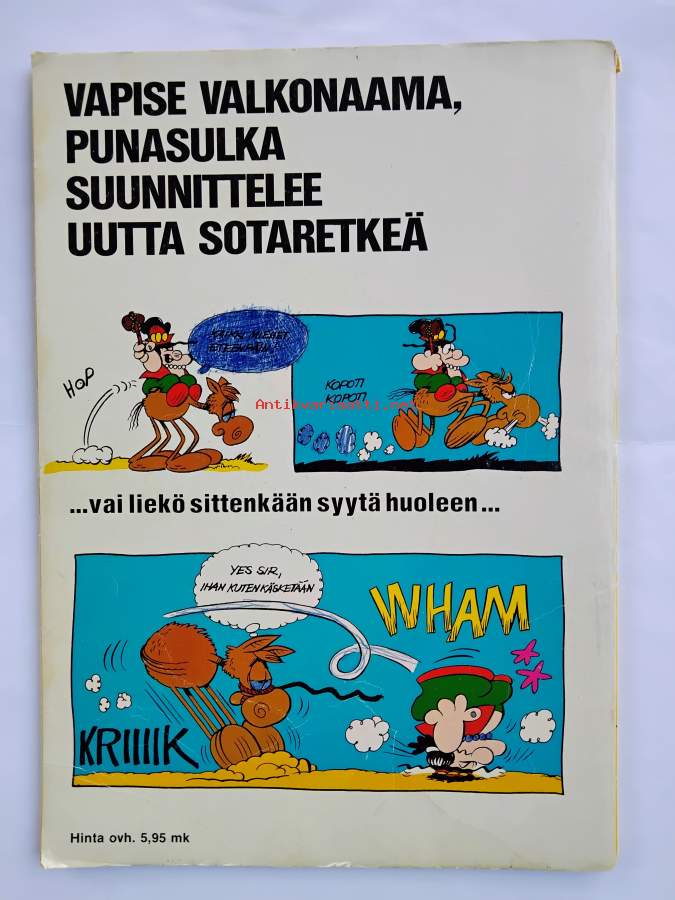 VAPISE VALKONAAMA,
PUNASULKA
SUUNNITTELEE
UUTTA SOTARETKEÄ
HOP
KOPOTI
KOPOTI
Antikvariaatti.net
...vai liekö sittenkään syytä huoleen...
YES SIR,
IHAN KUTEN KÄSKETÄÄN
WHAM
KRIIIIK
Hinta ovh. 5,95 mk